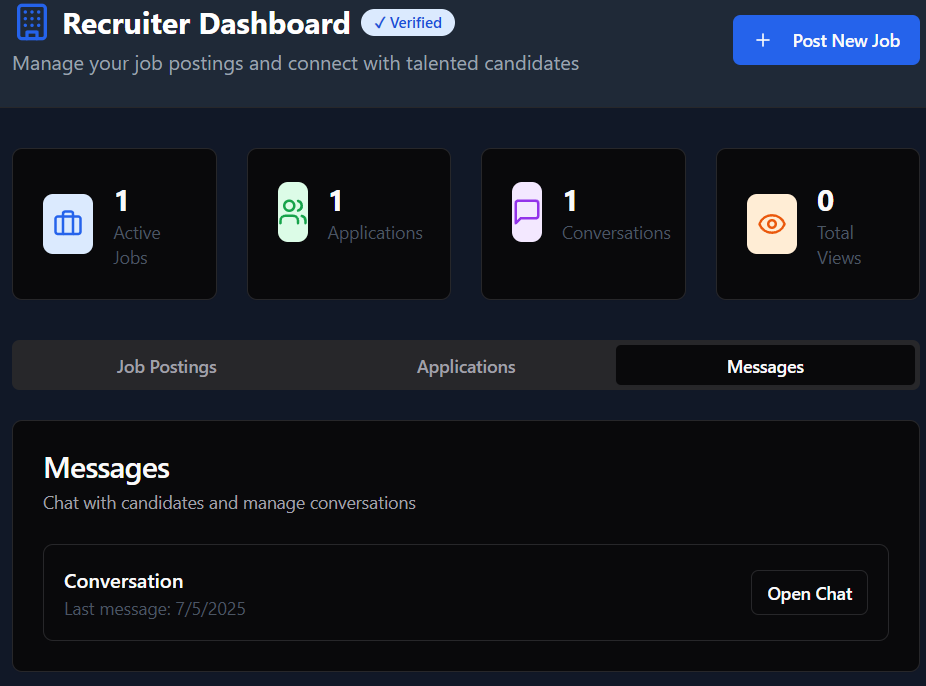 Recruiter Dashboard
✓ Verified
Manage your job postings and connect with talented candidates
+ Post New Job
1
Active
Jobs
1
Applications
1
Conversations
0
Total
Views
Job Postings
Applications
Messages
Messages
Chat with candidates and manage conversations
Conversation
Last message: 7/5/2025
Open Chat